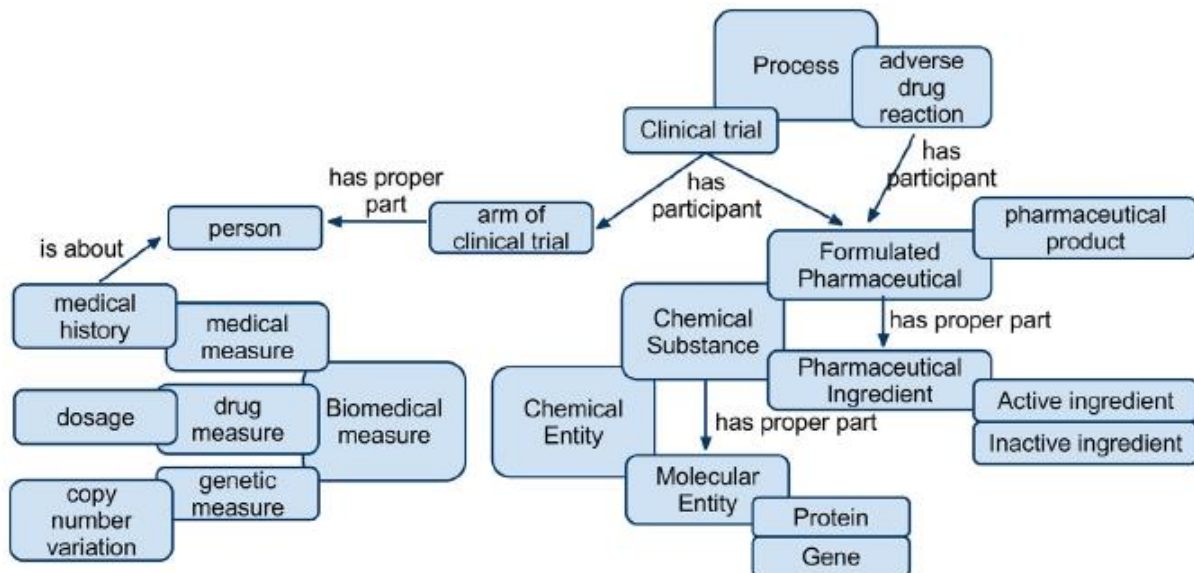 Process
adverse
drug
reaction
Clinical trial
has
participant
has
participant
has proper
part
arm of
clinical trial
person
is about
pharmaceutical
product
Formulated
Pharmaceutical
medical
history
medical
measure
Chemical
Substance
has proper part
Pharmaceutical
Ingredient
dosage
drug
measure
Biomedical
measure
Chemical
Entity
has proper part
Active ingredient
Inactive ingredient
copy
number
variation
genetic
measure
Molecular
Entity
Protein
Gene